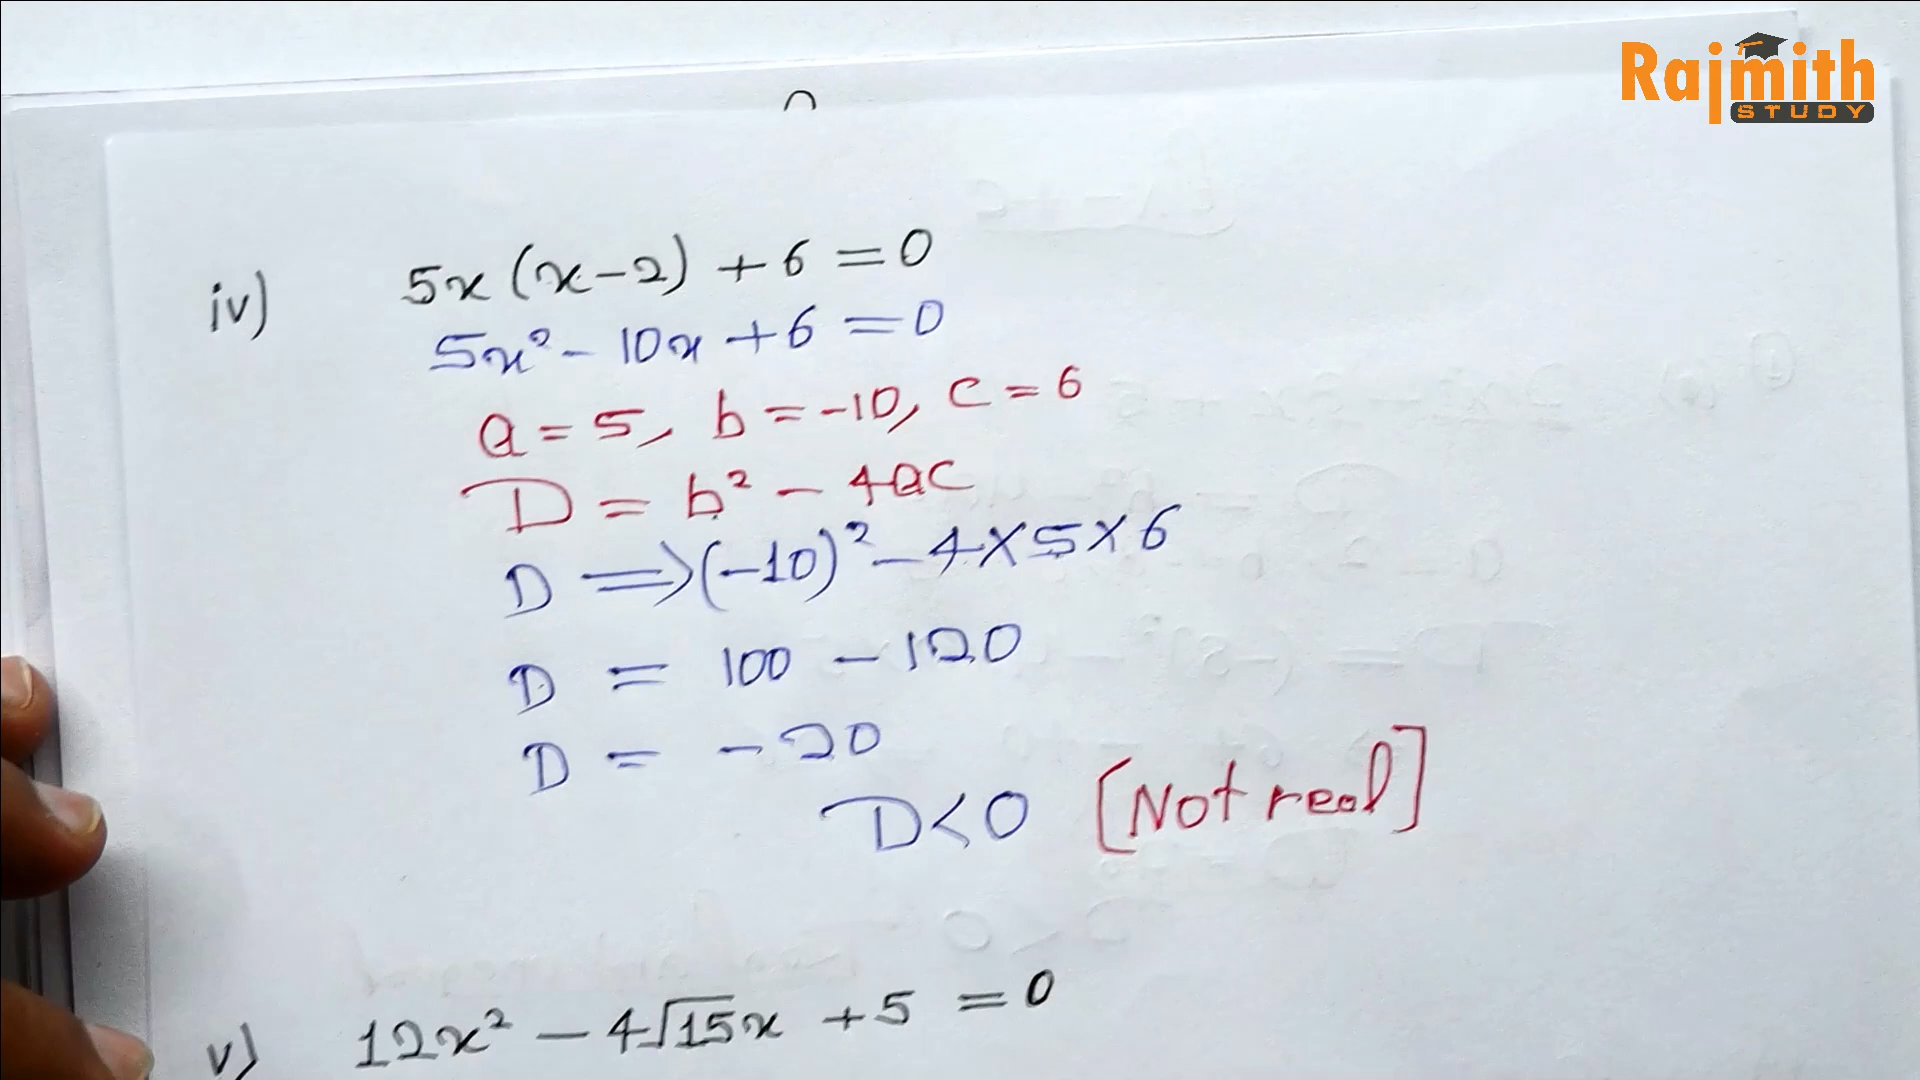 Rajmith
STUDY
iv) 5x (x-2) + 6 = 0
5x² - 10x + 6 = 0
a = 5, b = -10, c = 6
D = b² - 4ac
D ⟹ (-10)² - 4×5×6
D = 100 - 120
D = -20
D<0 [Not real]
v) 12x² - 4√15x + 5 = 0